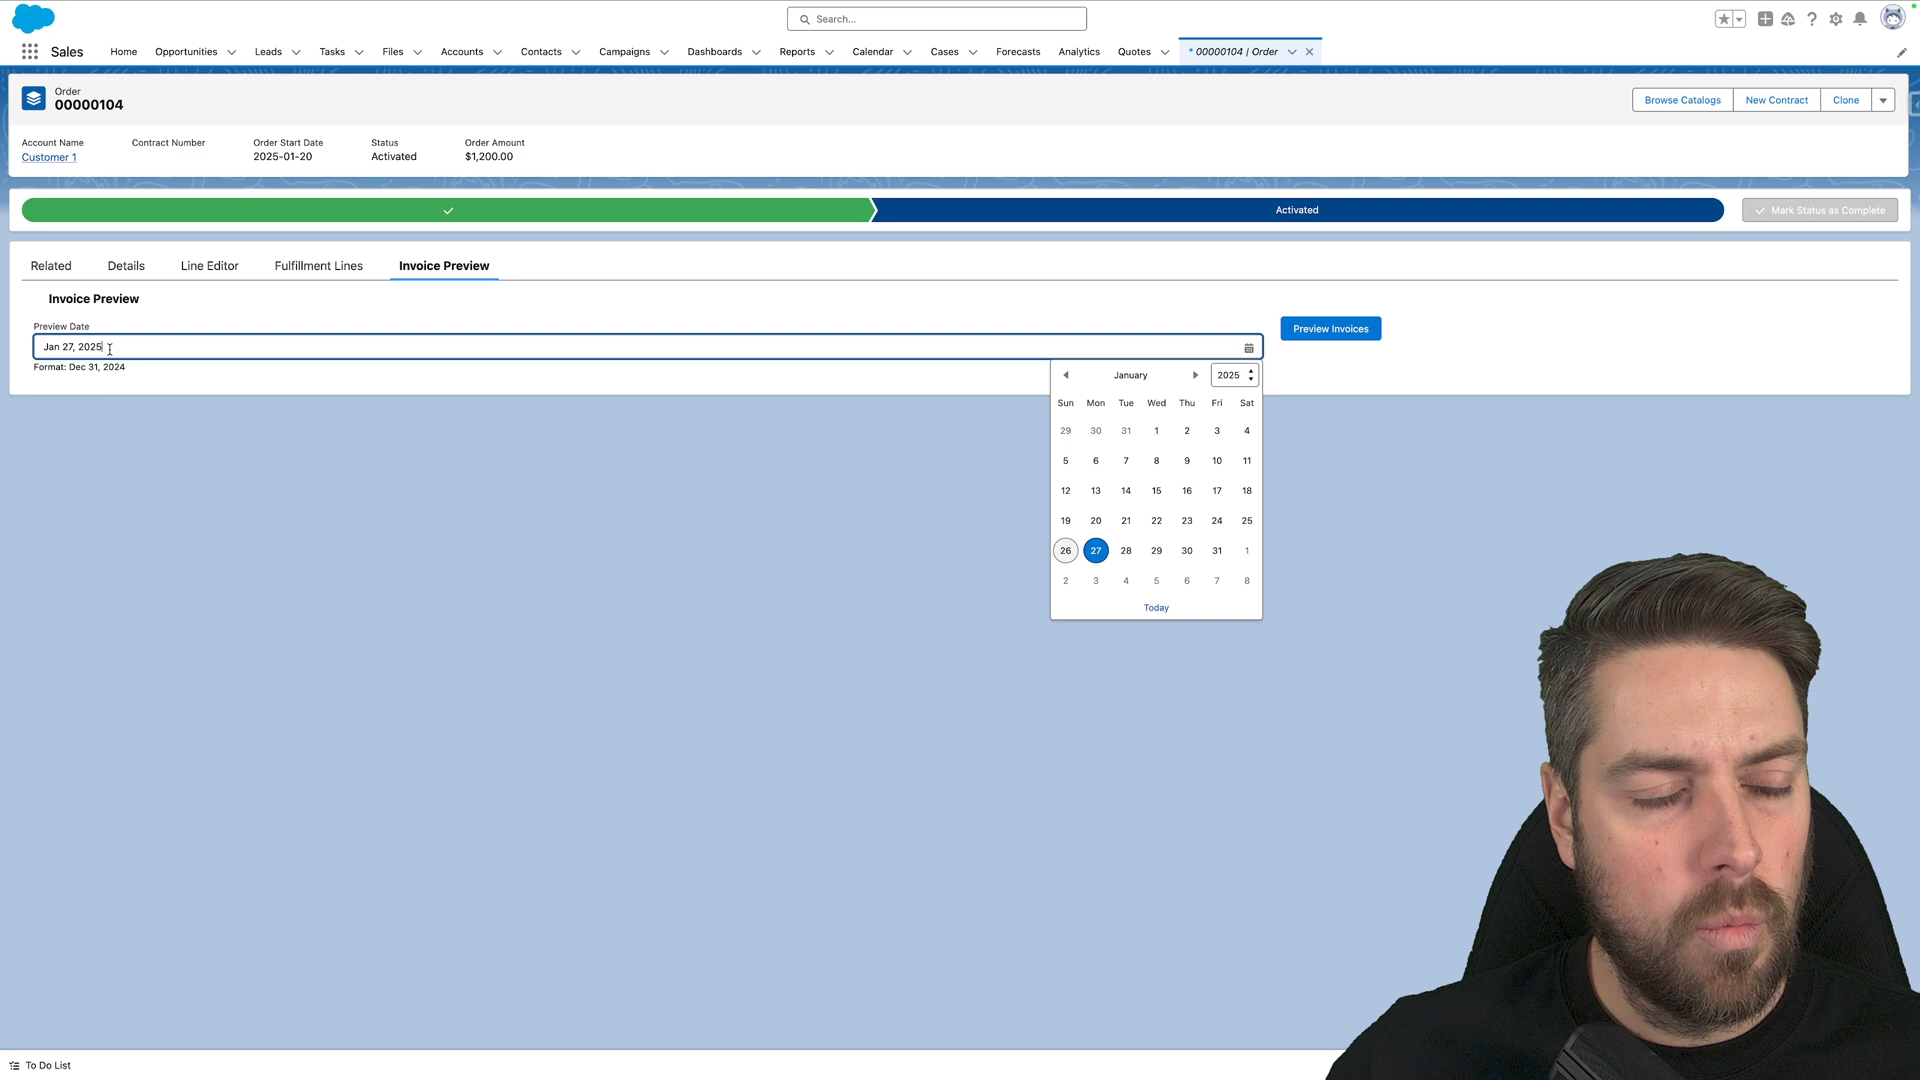 Search...
Sales
Home
Opportunities
Leads
Tasks
Files
Accounts
Contacts
Campaigns
Dashboards
Reports
Calendar
Cases
Forecasts
Analytics
Quotes
* 00000104 | Order
Order
00000104
Browse Catalogs
New Contract
Clone
Account Name
Contract Number
Order Start Date
Status
Order Amount
Customer 1
2025-01-20
Activated
$1,200.00
Activated
Mark Status as Complete
Related
Details
Line Editor
Fulfillment Lines
Invoice Preview
Invoice Preview
Preview Date
Jan 27, 2025
Preview Invoices
Format: Dec 31, 2024
January
2025
Sun Mon Tue Wed Thu Fri Sat
29 30 31 1 2 3 4
5 6 7 8 9 10 11
12 13 14 15 16 17 18
19 20 21 22 23 24 25
26 27 28 29 30 31 1
2 3 4 5 6 7 8
Today
To Do List